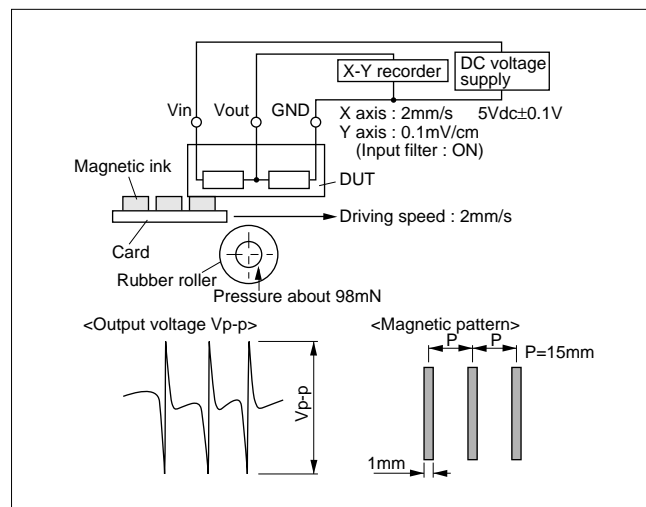 X-Y recorder
DC voltage
supply
Vin
Vout
GND
X axis : 2mm/s
5Vdc±0.1V
Y axis : 0.1mV/cm
(Input filter : ON)
Magnetic ink
DUT
Driving speed : 2mm/s
Card
Rubber roller
Pressure about 98mN
<Output voltage Vp-p>
<Magnetic pattern>
P
P
P=15mm
Vp-p
1mm